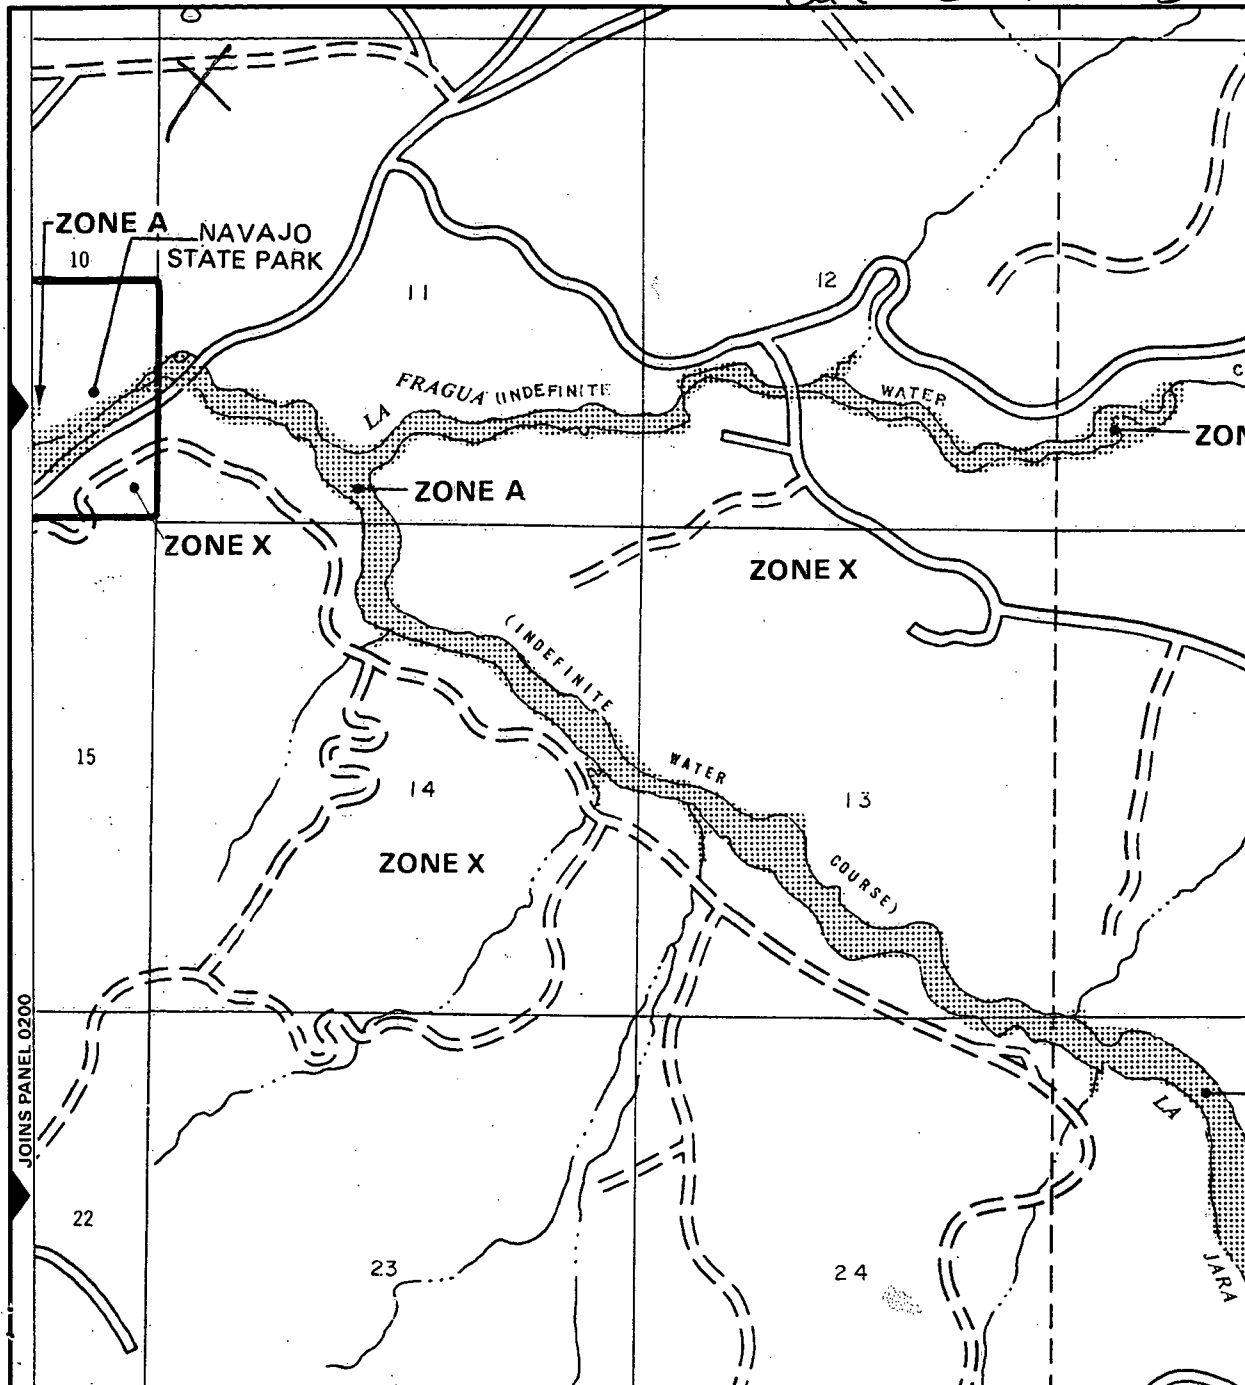 ZONE A
NAVAJO
STATE PARK
10
11
12
FRAGUA (INDEFINITE
LA
WATER
C
ZON
ZONE A
ZONE X
ZONE X
(INDEFINITE
WATER
COURSE)
15
14
13
ZONE X
JOINS PANEL 0200
LA
JARA
22
23
24